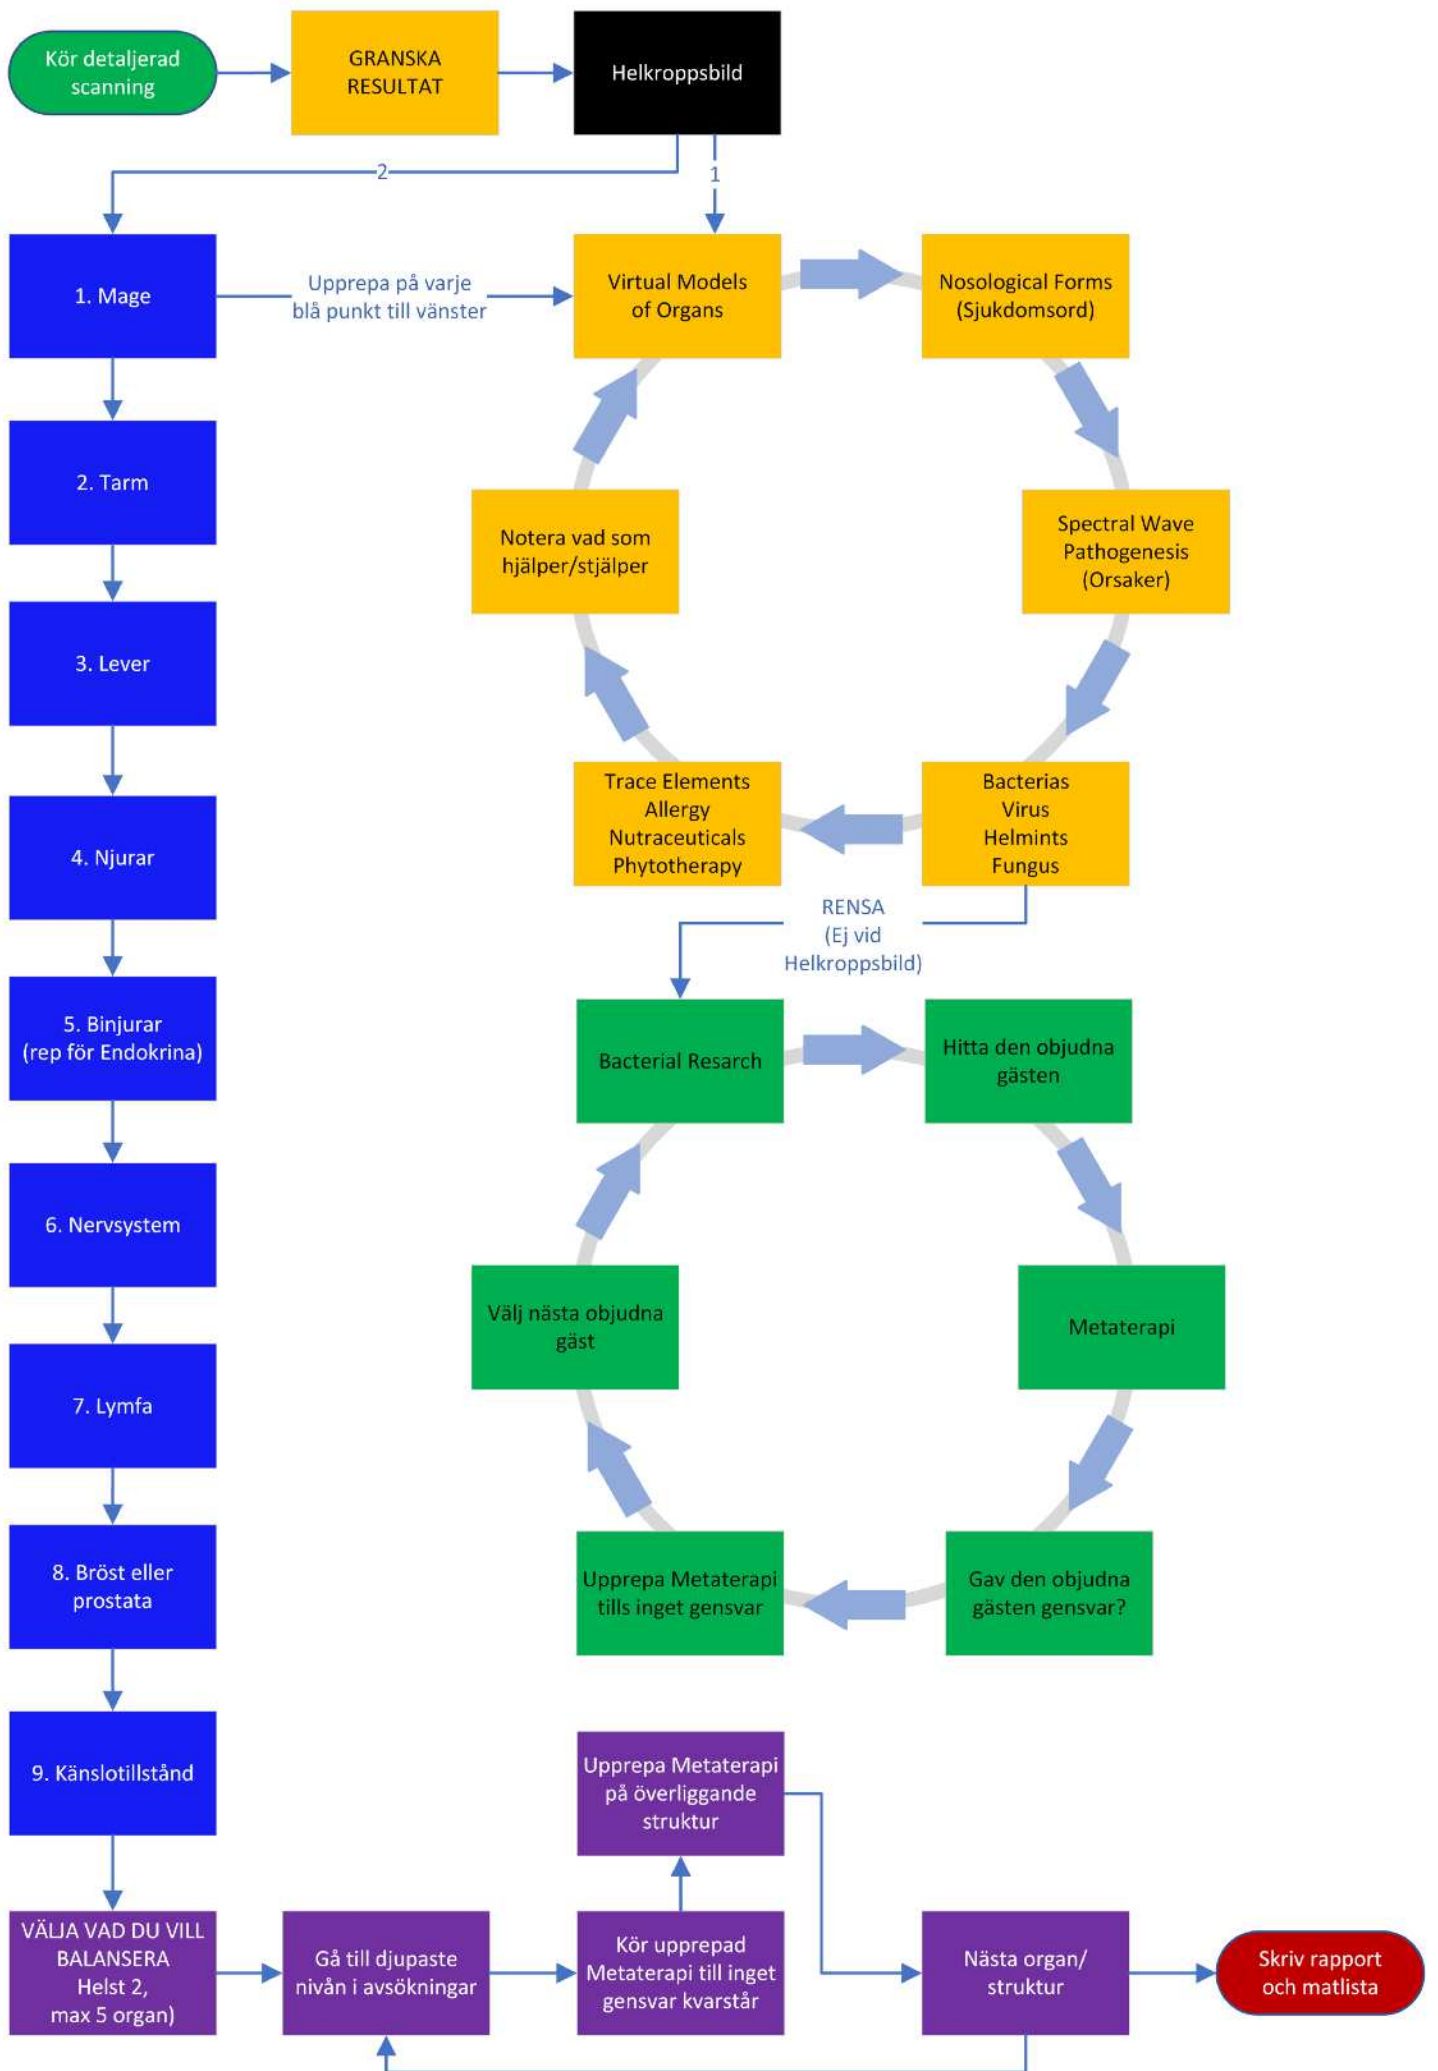 Kör detaljerad
scanning
GRANSKA
RESULTAT
Helkroppsbild
2
1
1. Mage
Upprepa på varje
blå punkt till vänster
Virtual Models
of Organs
Nosological Forms
(Sjukdomsord)
2. Tarm
Notera vad som
hjälper/stjälper
Spectral Wave
Pathogenesis
(Orsaker)
3. Lever
4. Njurar
Trace Elements
Allergy
Nutraceuticals
Phytotherapy
Bacterias
Virus
Helmints
Fungus
RENSA
(Ej vid
Helkroppsbild)
5. Binjurar
(rep för Endokrina)
Bacterial Resarch
Hitta den objudna
gästen
6. Nervsystem
Välj nästa objudna
gäst
Metaterapi
7. Lymfa
8. Bröst eller
prostata
Upprepa Metaterapi
tills inget gensvar
Gav den objudna
gästen gensvar?
9. Känslotillstånd
Upprepa Metaterapi
på överliggande
struktur
VÄLJA VAD DU VILL
BALANSERA
Helst 2,
max 5 organ)
Gå till djupaste
nivån i avsökningar
Kör upprepad
Metaterapi till inget
gensvar kvarstår
Nästa organ/
struktur
Skriv rapport
och matlista